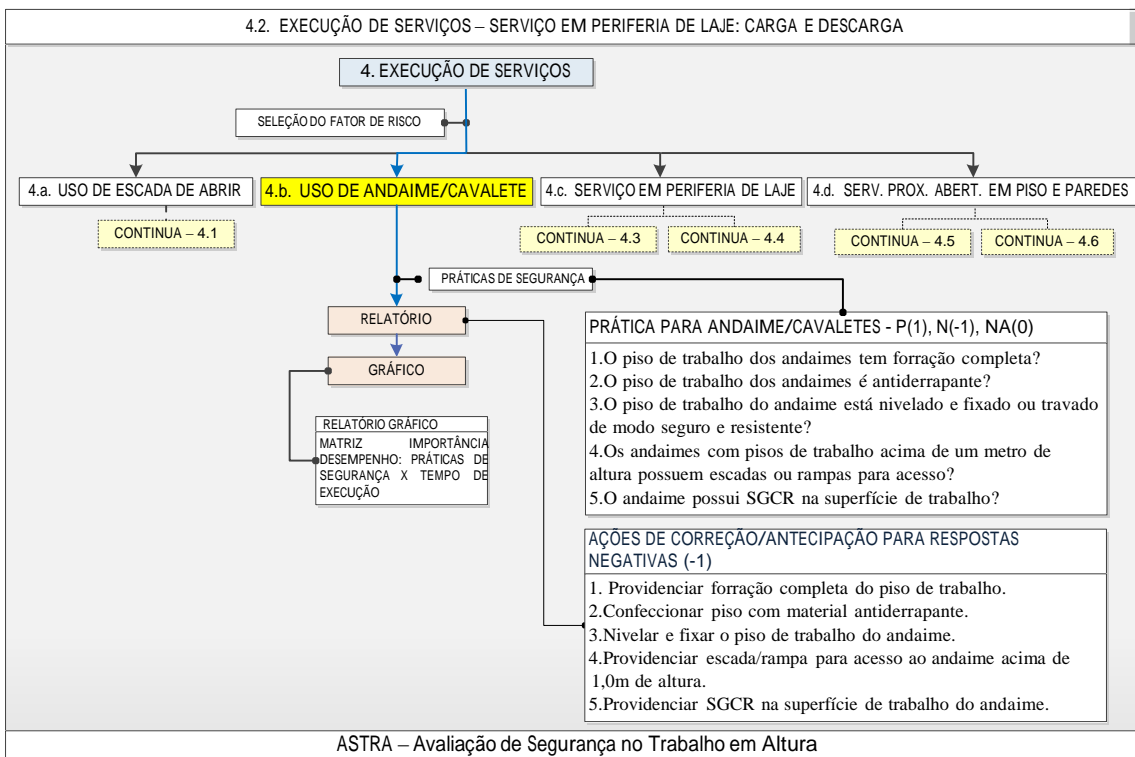 4.2. EXECUÇÃO DE SERVIÇOS – SERVIÇO EM PERIFERIA DE LAJE: CARGA E DESCARGA
4. EXECUÇÃO DE SERVIÇOS
SELEÇÃO DO FATOR DE RISCO
4.a. USO DE ESCADA DE ABRIR
4.b. USO DE ANDAIME/CAVALETE
4.c. SERVIÇO EM PERIFERIA DE LAJE
4.d. SERV. PROX. ABERT. EM PISO E PAREDES
CONTINUA – 4.1
CONTINUA – 4.3
CONTINUA – 4.4
CONTINUA – 4.5
CONTINUA – 4.6
PRÁTICAS DE SEGURANÇA
RELATÓRIO
GRÁFICO
RELATÓRIO GRÁFICO
MATRIZ IMPORTÂNCIA
DESEMPENHO: PRÁTICAS DE
SEGURANÇA X TEMPO DE
EXECUÇÃO
PRÁTICA PARA ANDAIME/CAVALETES - P(1), N(-1), NA(0)
1.O piso de trabalho dos andaimes tem forração completa?
2.O piso de trabalho dos andaimes é antiderrapante?
3.O piso de trabalho do andaime está nivelado e fixado ou travado
de modo seguro e resistente?
4.Os andaimes com pisos de trabalho acima de um metro de
altura possuem escadas ou rampas para acesso?
5.O andaime possui SGCR na superfície de trabalho?
AÇÕES DE CORREÇÃO/ANTECIPAÇÃO PARA RESPOSTAS
NEGATIVAS (-1)
1. Providenciar forração completa do piso de trabalho.
2.Confeccionar piso com material antiderrapante.
3.Nivelar e fixar o piso de trabalho do andaime.
4.Providenciar escada/rampa para acesso ao andaime acima de
1,0m de altura.
5.Providenciar SGCR na superfície de trabalho do andaime.
ASTRA – Avaliação de Segurança no Trabalho em Altura